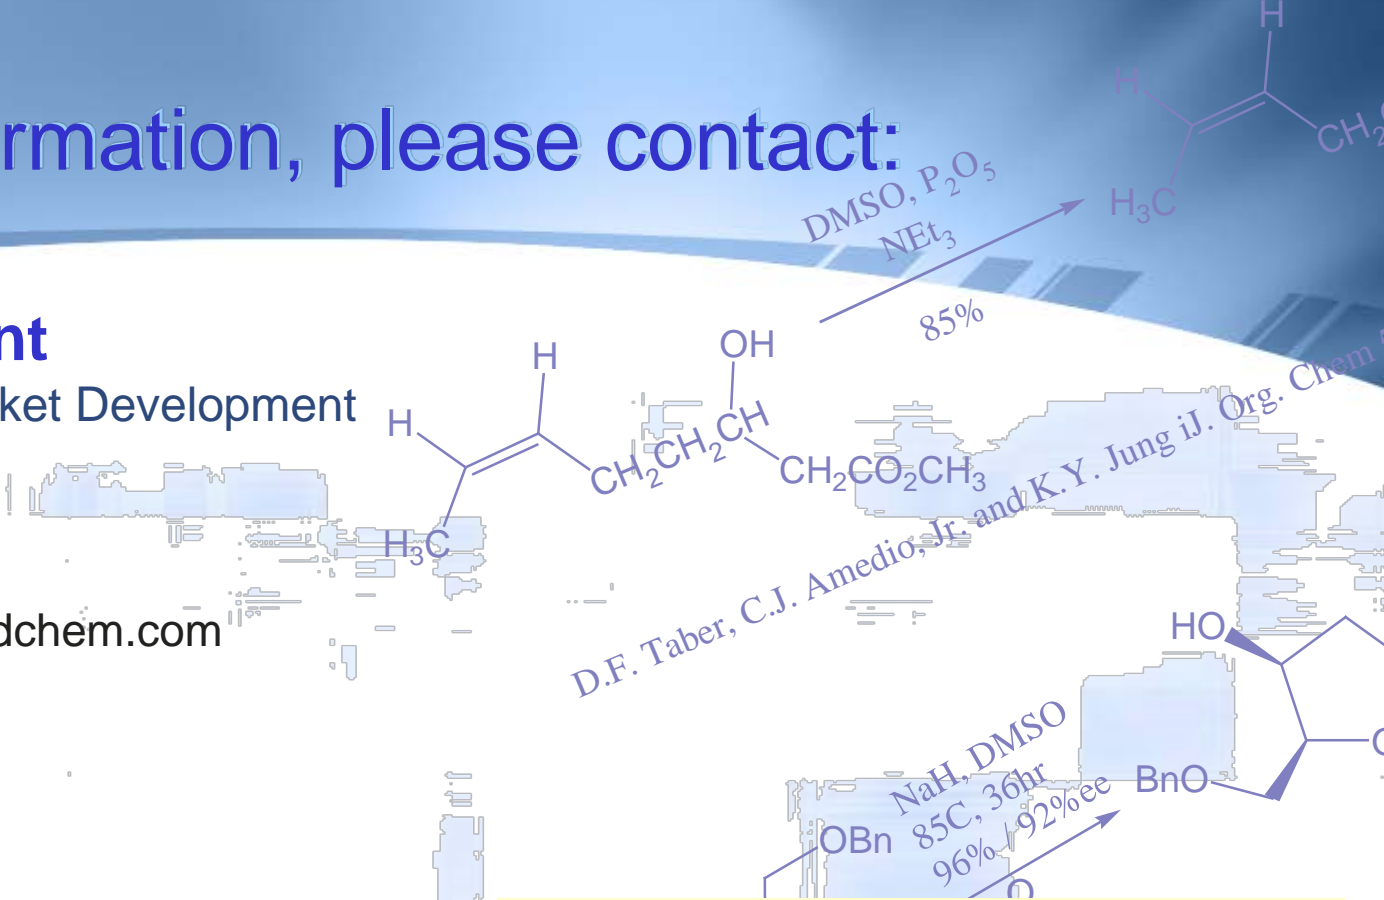 rmation, please contact:
H
H
CH2
H3C
DMSO, P2O5
NEt3
85%
nt
ket Development
H
H
OH
CH2CH2CH
CH2CO2CH3
H3C
D.F. Taber, C.J. Amedio, Jr. and K.Y. Jung iJ. Org. Chem
dchem.com
HO
BnO
NaH, DMSO
85C, 36hr
96% / 92%ee
OBn
O